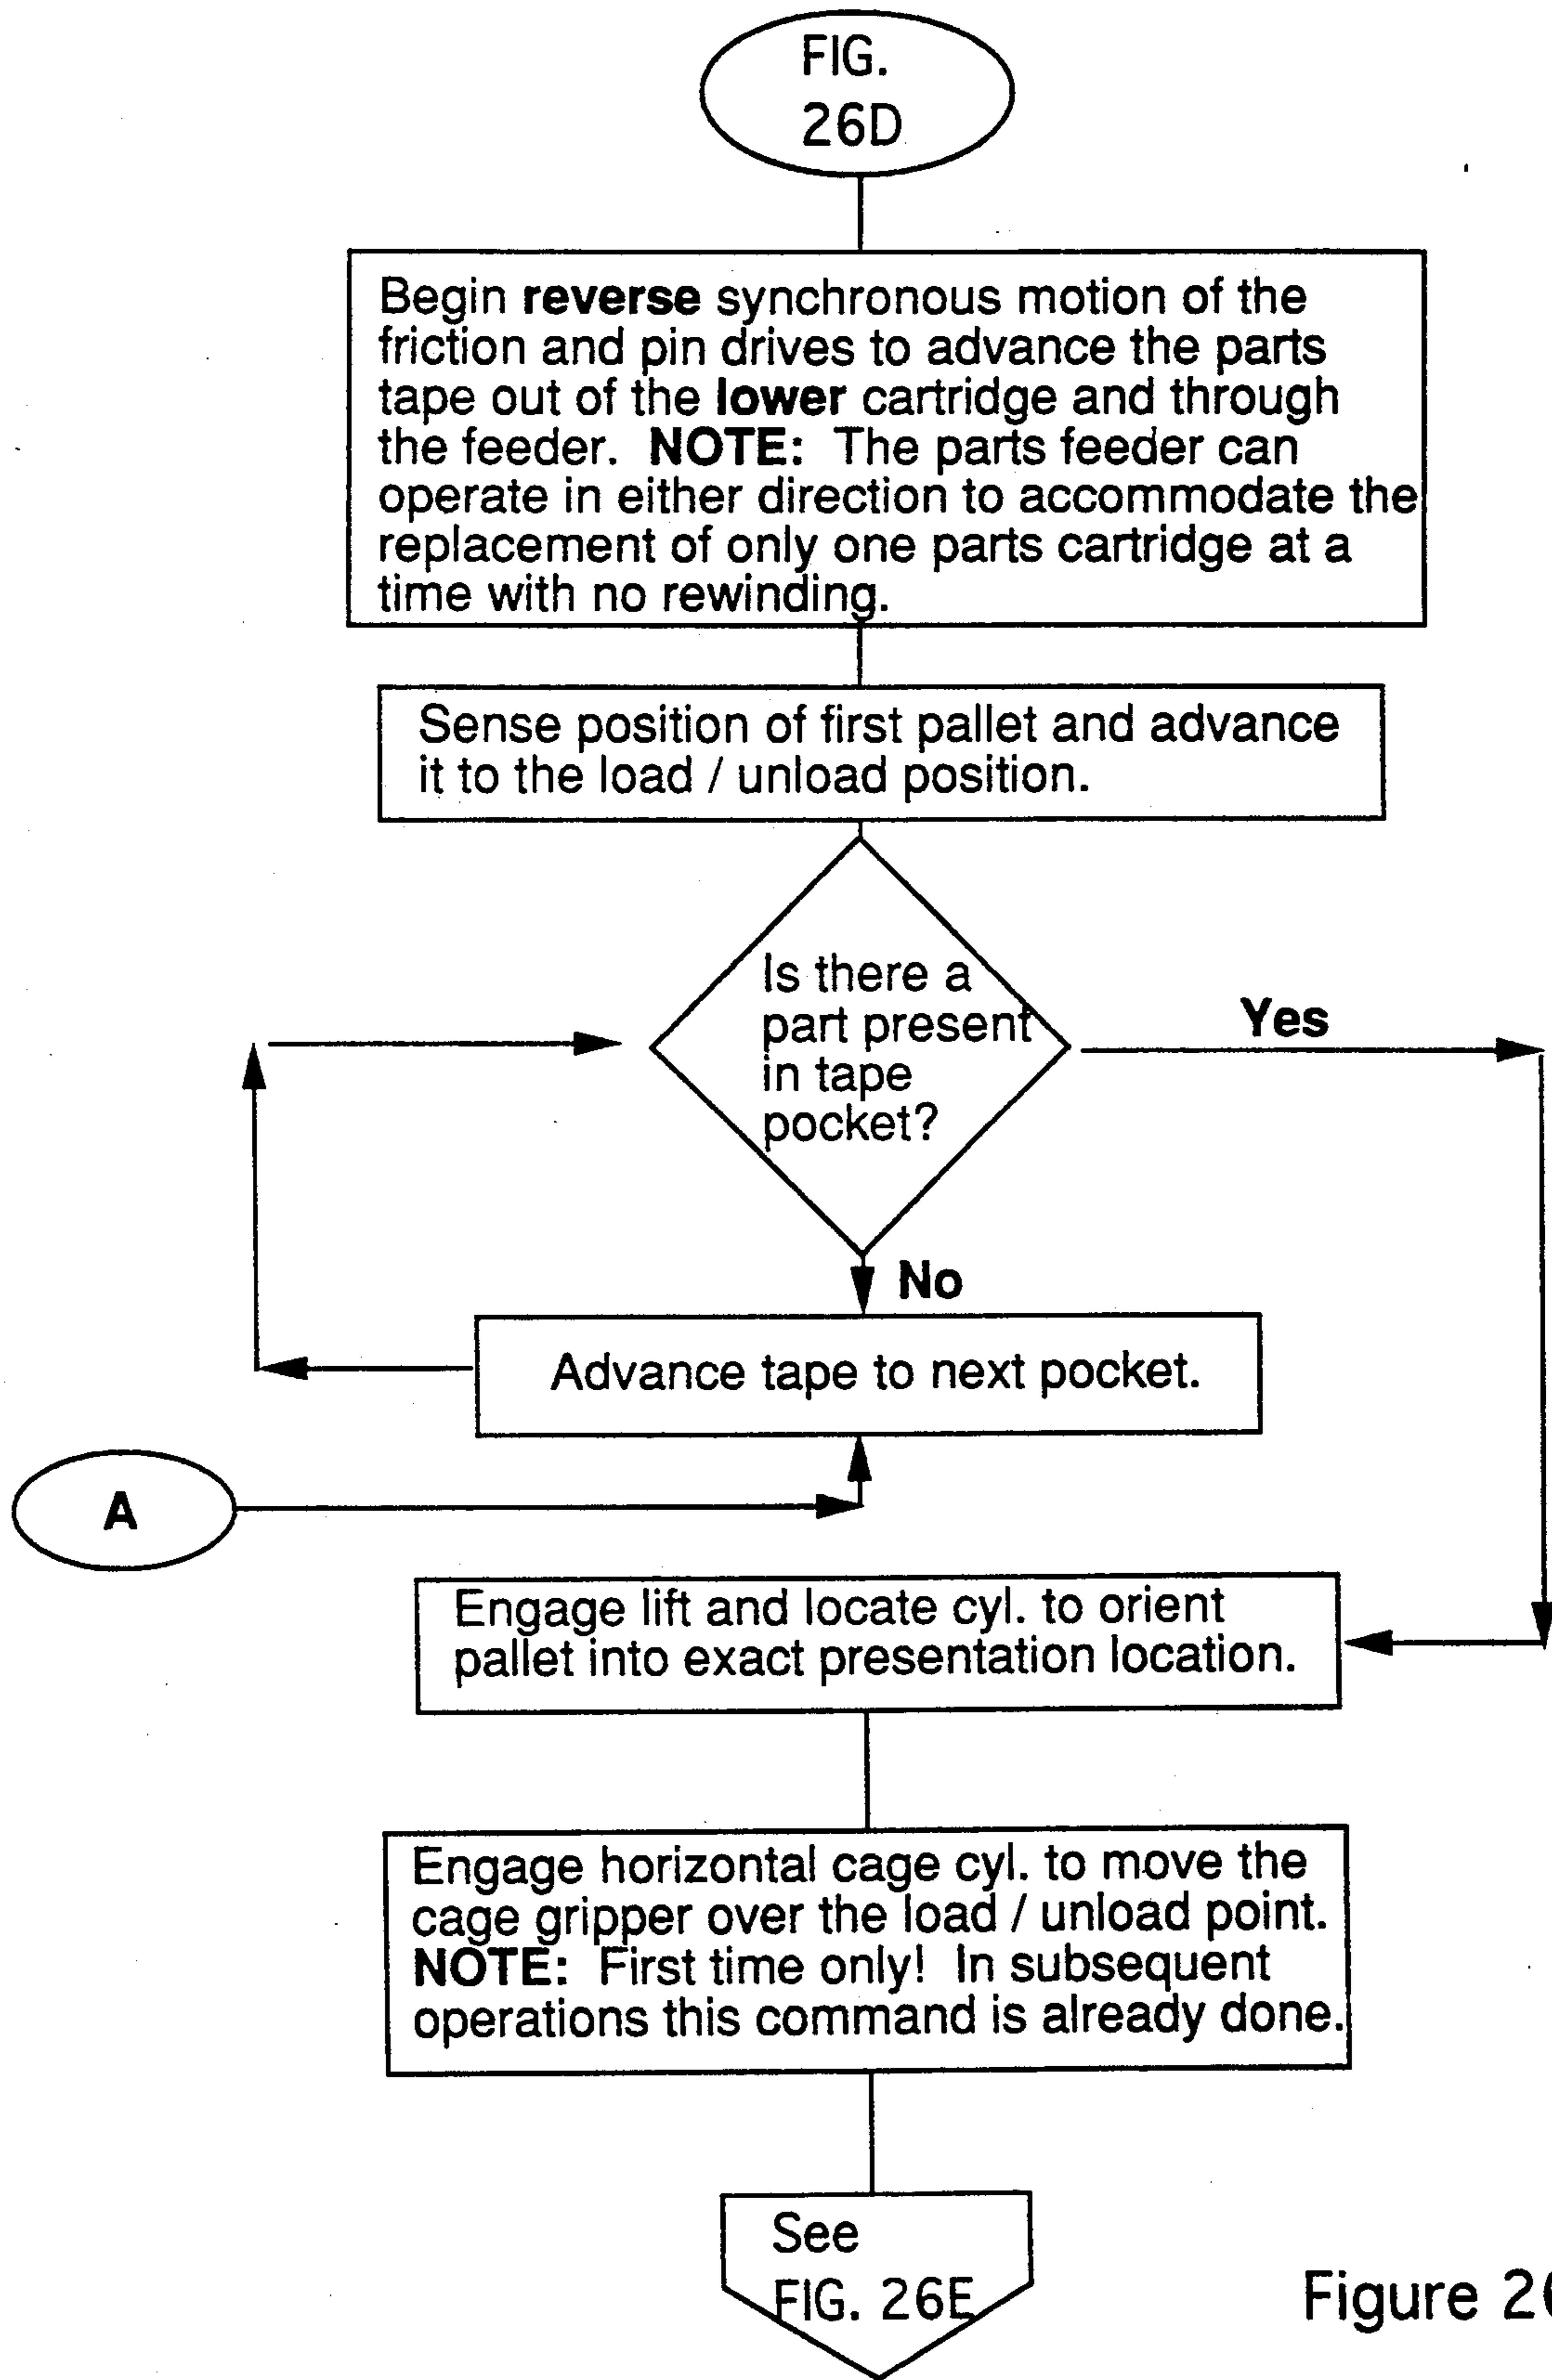 FIG.
26D
Begin reverse synchronous motion of the
friction and pin drives to advance the parts
tape out of the lower cartridge and through
the feeder. NOTE: The parts feeder can
operate in either direction to accommodate the
replacement of only one parts cartridge at a
time with no rewinding.
Sense position of first pallet and advance
it to the load / unload position.
Is there a
part present
in tape
pocket?
Yes
No
Advance tape to next pocket.
A
Engage lift and locate cyl. to orient
pallet into exact presentation location.
Engage horizontal cage cyl. to move the
cage gripper over the load / unload point.
NOTE: First time only! In subsequent
operations this command is already done.
See
FIG. 26E
Figure 2